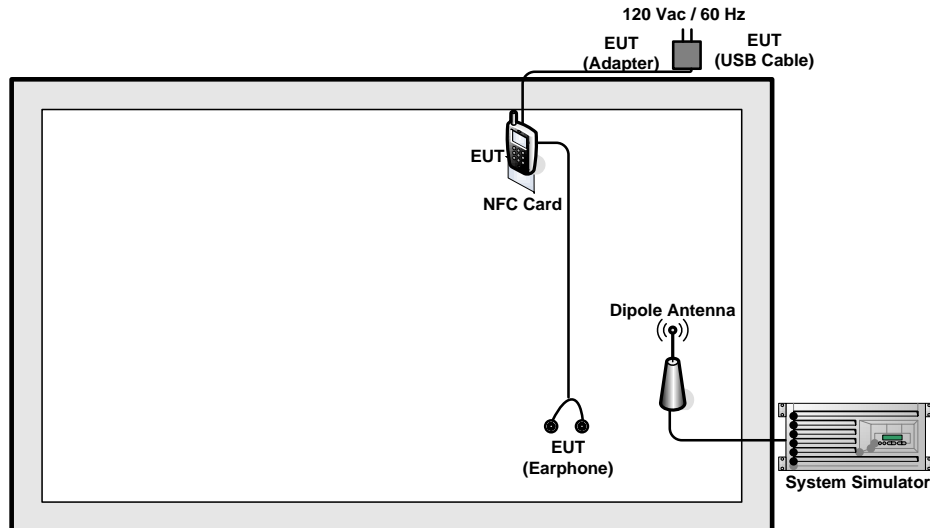 120 Vac / 60 Hz
EUT
(Adapter)
EUT
(USB Cable)
EUT
NFC Card
Dipole Antenna
EUT
(Earphone)
System Simulator